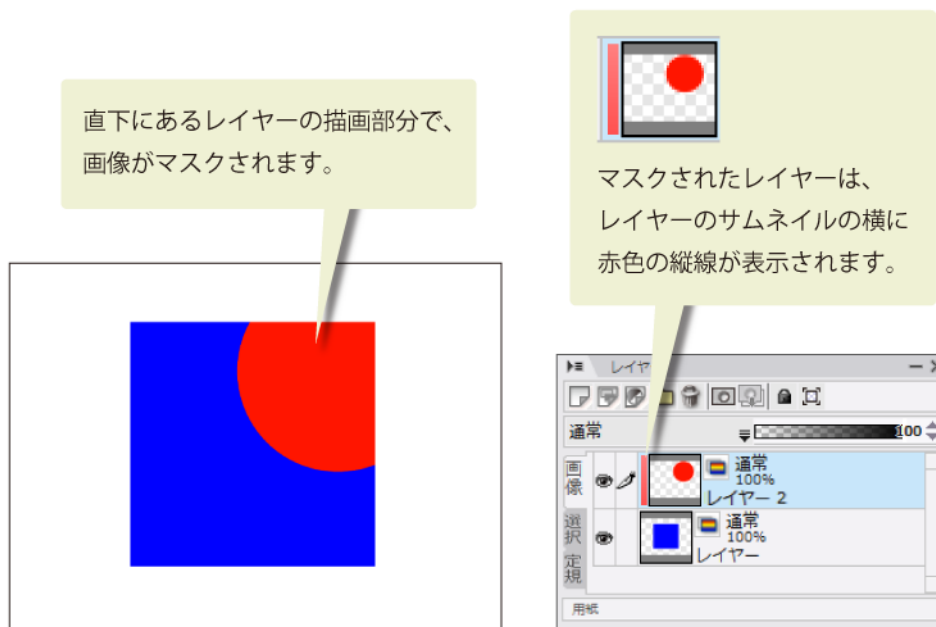 直下にあるレイヤーの描画部分で、
画像がマスクされます。
マスクされたレイヤーは、
レイヤーのサムネイルの横に
赤色の縦線が表示されます。
レイヤ
通常
100
画像
選択
定規
通常
100%
レイヤー 2
通常
100%
レイヤー
用紙